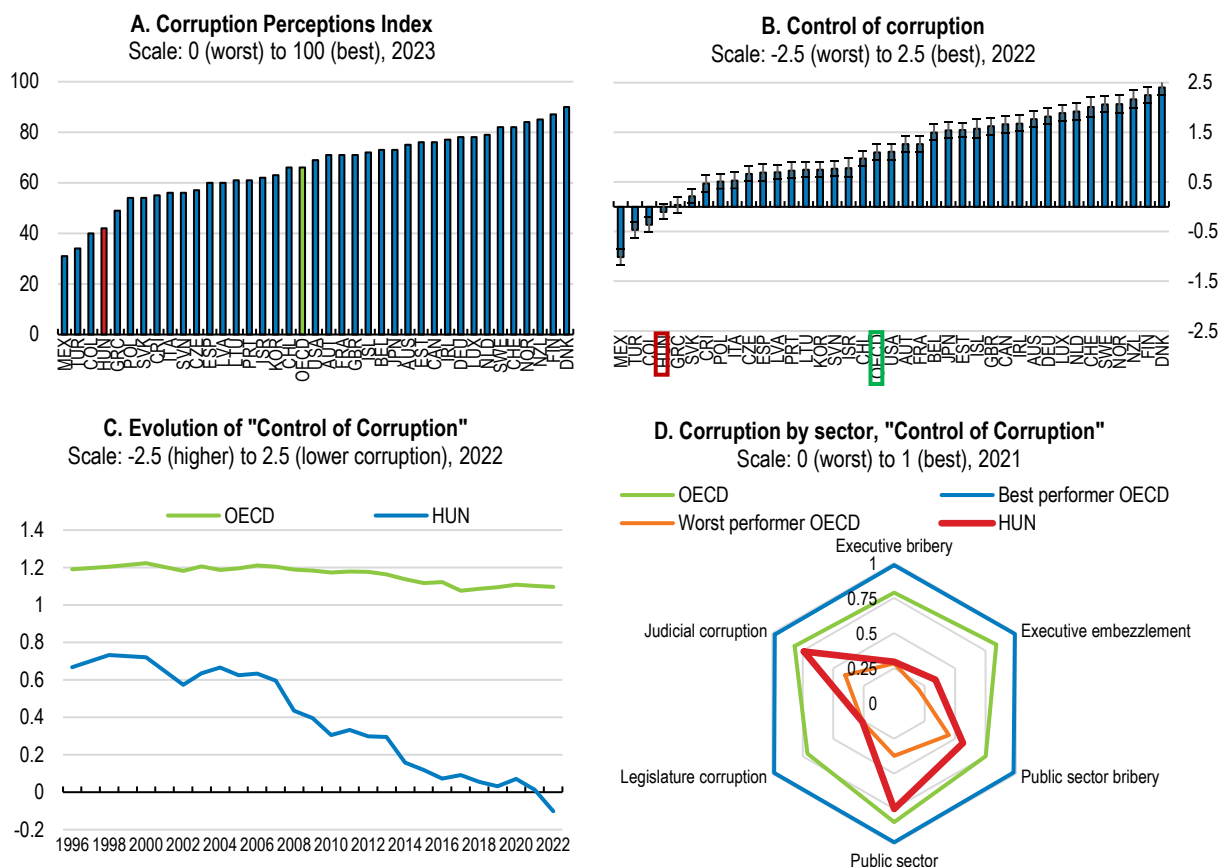 A. Corruption Perceptions Index
Scale: 0 (worst) to 100 (best), 2023
100
80
60
40
20
0
MEX
TUR
COL
HUN
GRC
POL
SVK
CRI
ITA
SVN
CZE
ESP
LVA
LTU
PRT
ISR
KOR
CHL
OECD
USA
AUT
FRA
GBR
ISL
BEL
JPN
AUS
EST
CAN
IRL
DEU
LUX
NLD
SWE
CHE
NOR
NZL
FIN
DNK
B. Control of corruption
Scale: -2.5 (worst) to 2.5 (best), 2022
2.5
1.5
0.5
-0.5
-1.5
-2.5
MEX
TUR
COL
HUN
GRC
SVK
CRI
POL
ITA
CZE
ESP
LVA
PRT
LTU
KOR
SVN
ISR
CHL
OECD
USA
AUT
FRA
BEL
JPN
EST
ISL
GBR
CAN
IRL
AUS
DEU
LUX
NLD
CHE
SWE
NOR
NZL
FIN
DNK
C. Evolution of "Control of Corruption"
Scale: -2.5 (higher) to 2.5 (lower corruption), 2022
OECD
HUN
1.4
1.2
1
0.8
0.6
0.4
0.2
0
-0.2
1996 1998 2000 2002 2004 2006 2008 2010 2012 2014 2016 2018 2020 2022
D. Corruption by sector, "Control of Corruption"
Scale: 0 (worst) to 1 (best), 2021
OECD
Best performer OECD
Worst performer OECD
HUN
Executive bribery
1
0.75
0.5
0.25
0
Judicial corruption
Executive embezzlement
Legislature corruption
Public sector bribery
Public sector